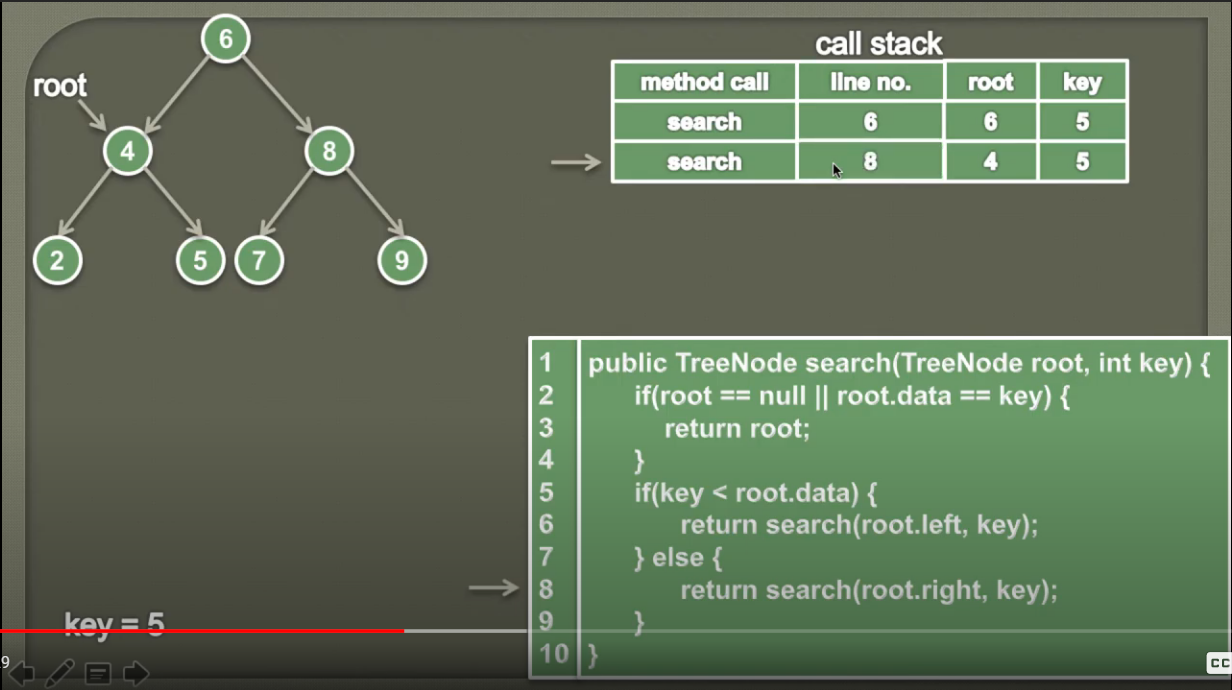 6
root
4
8
2
5
7
9
call stack
method call line no. root key
search 6 6 5
search 8 4 5
1 public TreeNode search(TreeNode root, int key) {
2 if(root == null || root.data == key) {
3 return root;
4 }
5 if(key < root.data) {
6 return search(root.left, key);
7 } else {
8 return search(root.right, key);
9 }
10 }
key = 5
9
CC